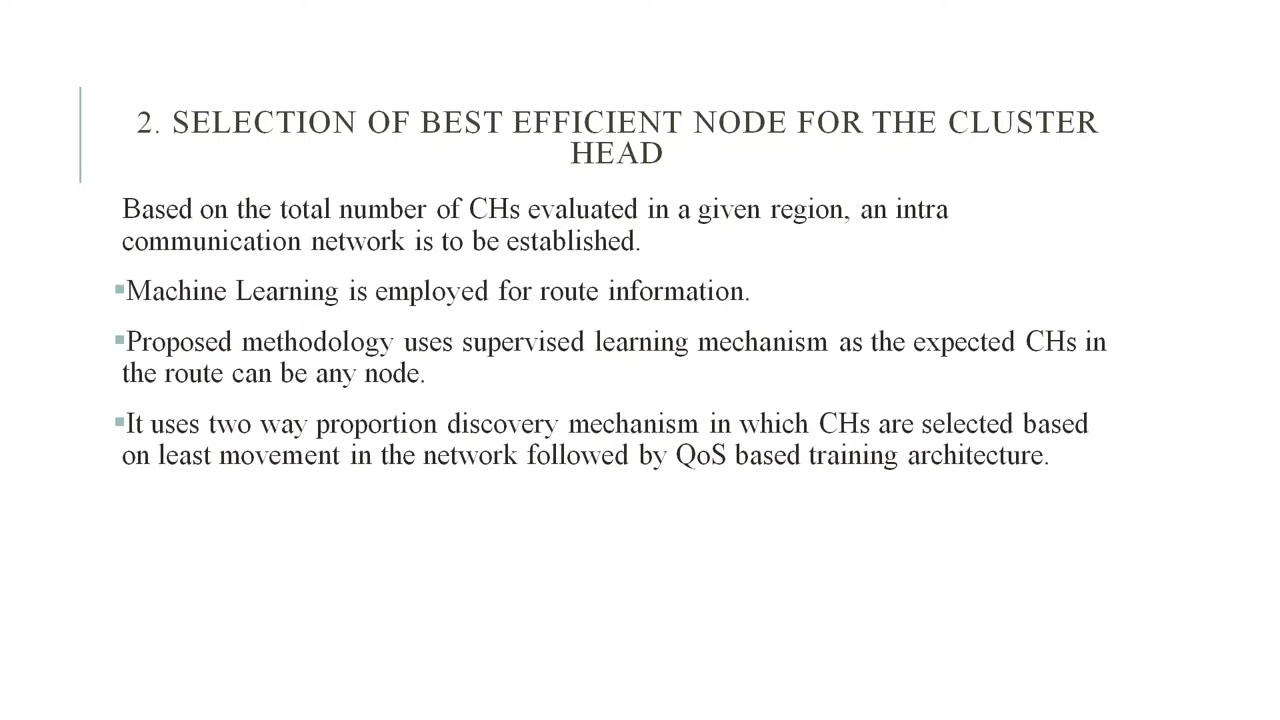 2. SELECTION OF BEST EFFICIENT NODE FOR THE CLUSTER
HEAD
Based on the total number of CHs evaluated in a given region, an intra
communication network is to be established.
▪Machine Learning is employed for route information.
▪Proposed methodology uses supervised learning mechanism as the expected CHs in
the route can be any node.
▪It uses two way proportion discovery mechanism in which CHs are selected based
on least movement in the network followed by QoS based training architecture.